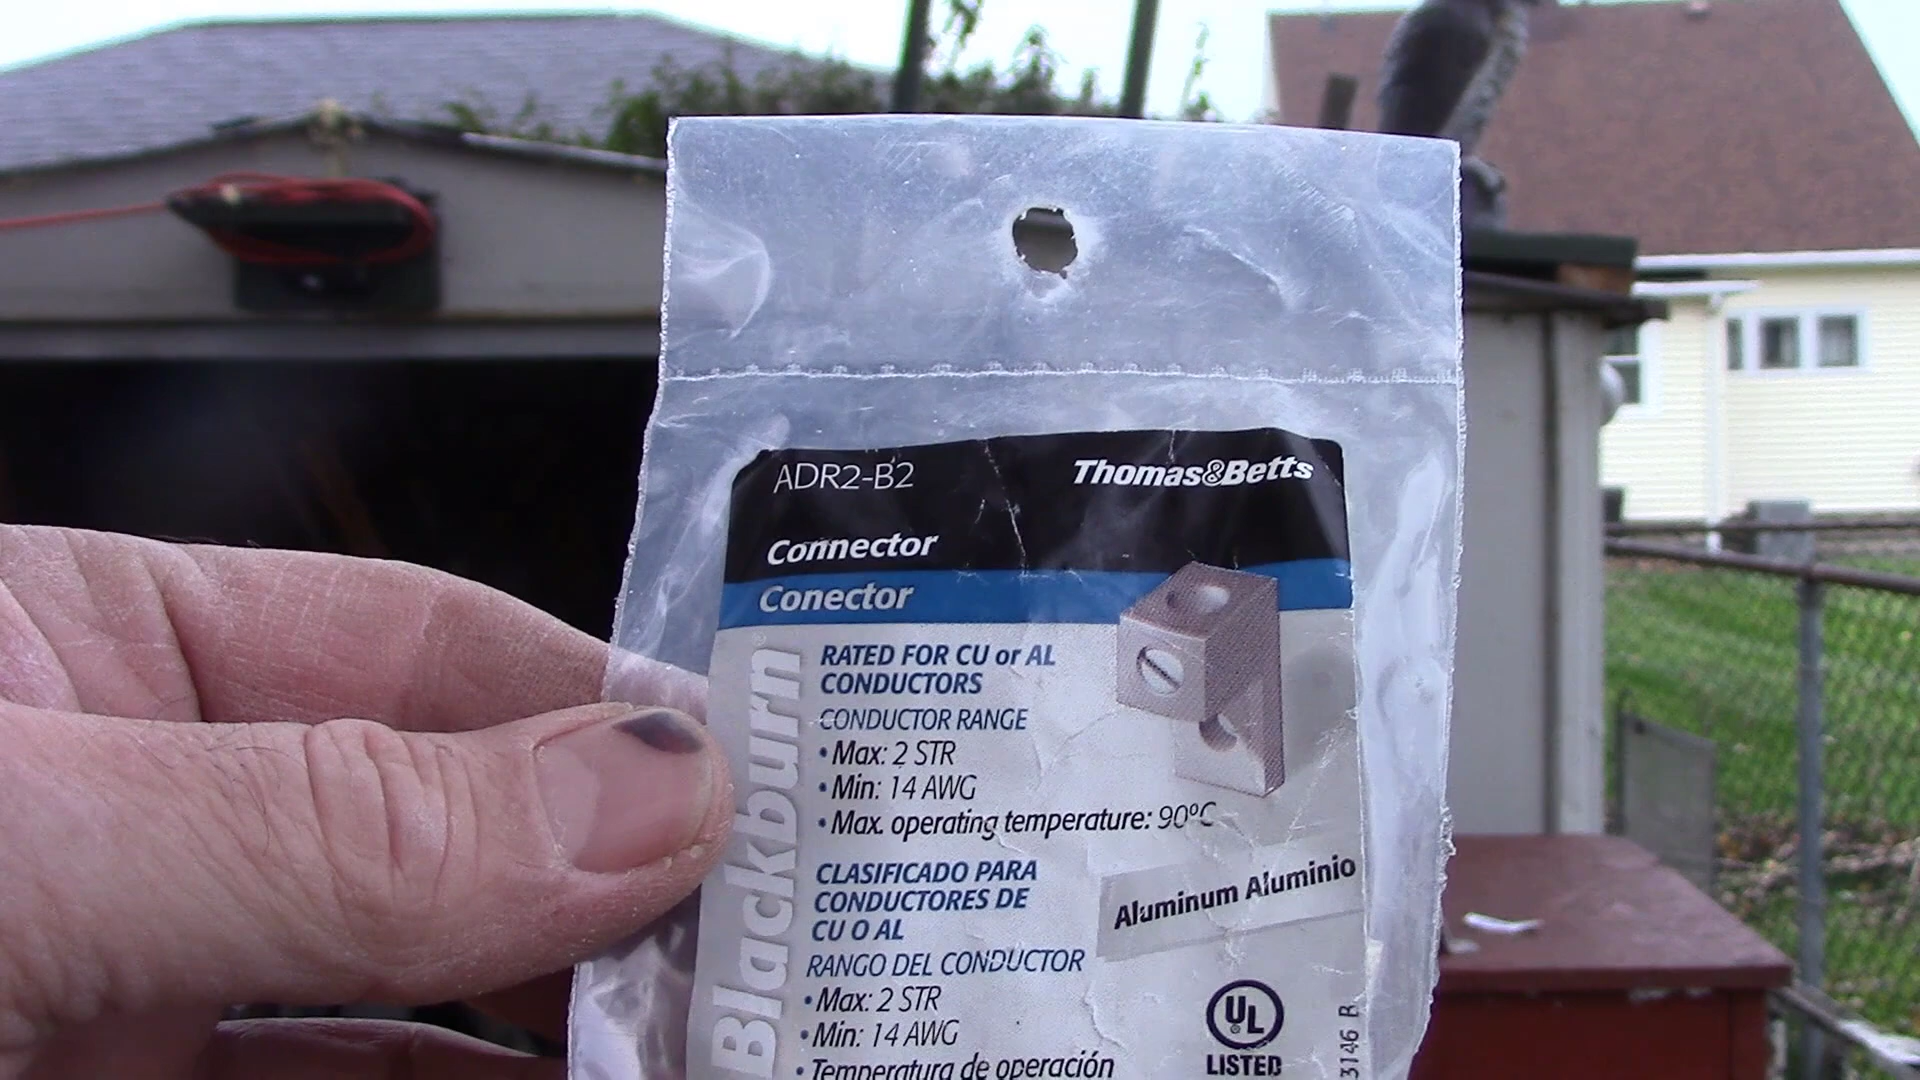 ADR2-B2
Thomas&Betts
Connector
Conector
Blackburn
RATED FOR CU or AL
CONDUCTORS
CONDUCTOR RANGE
• Max: 2 STR
• Min: 14 AWG
• Max. operating temperature: 90ºC
Aluminum Aluminio
CLASIFICADO PARA
CONDUCTORES DE
CU O AL
RANGO DEL CONDUCTOR
• Max: 2 STR
• Min: 14 AWG
• Temperatura de operación
UL
LISTED
3146 R